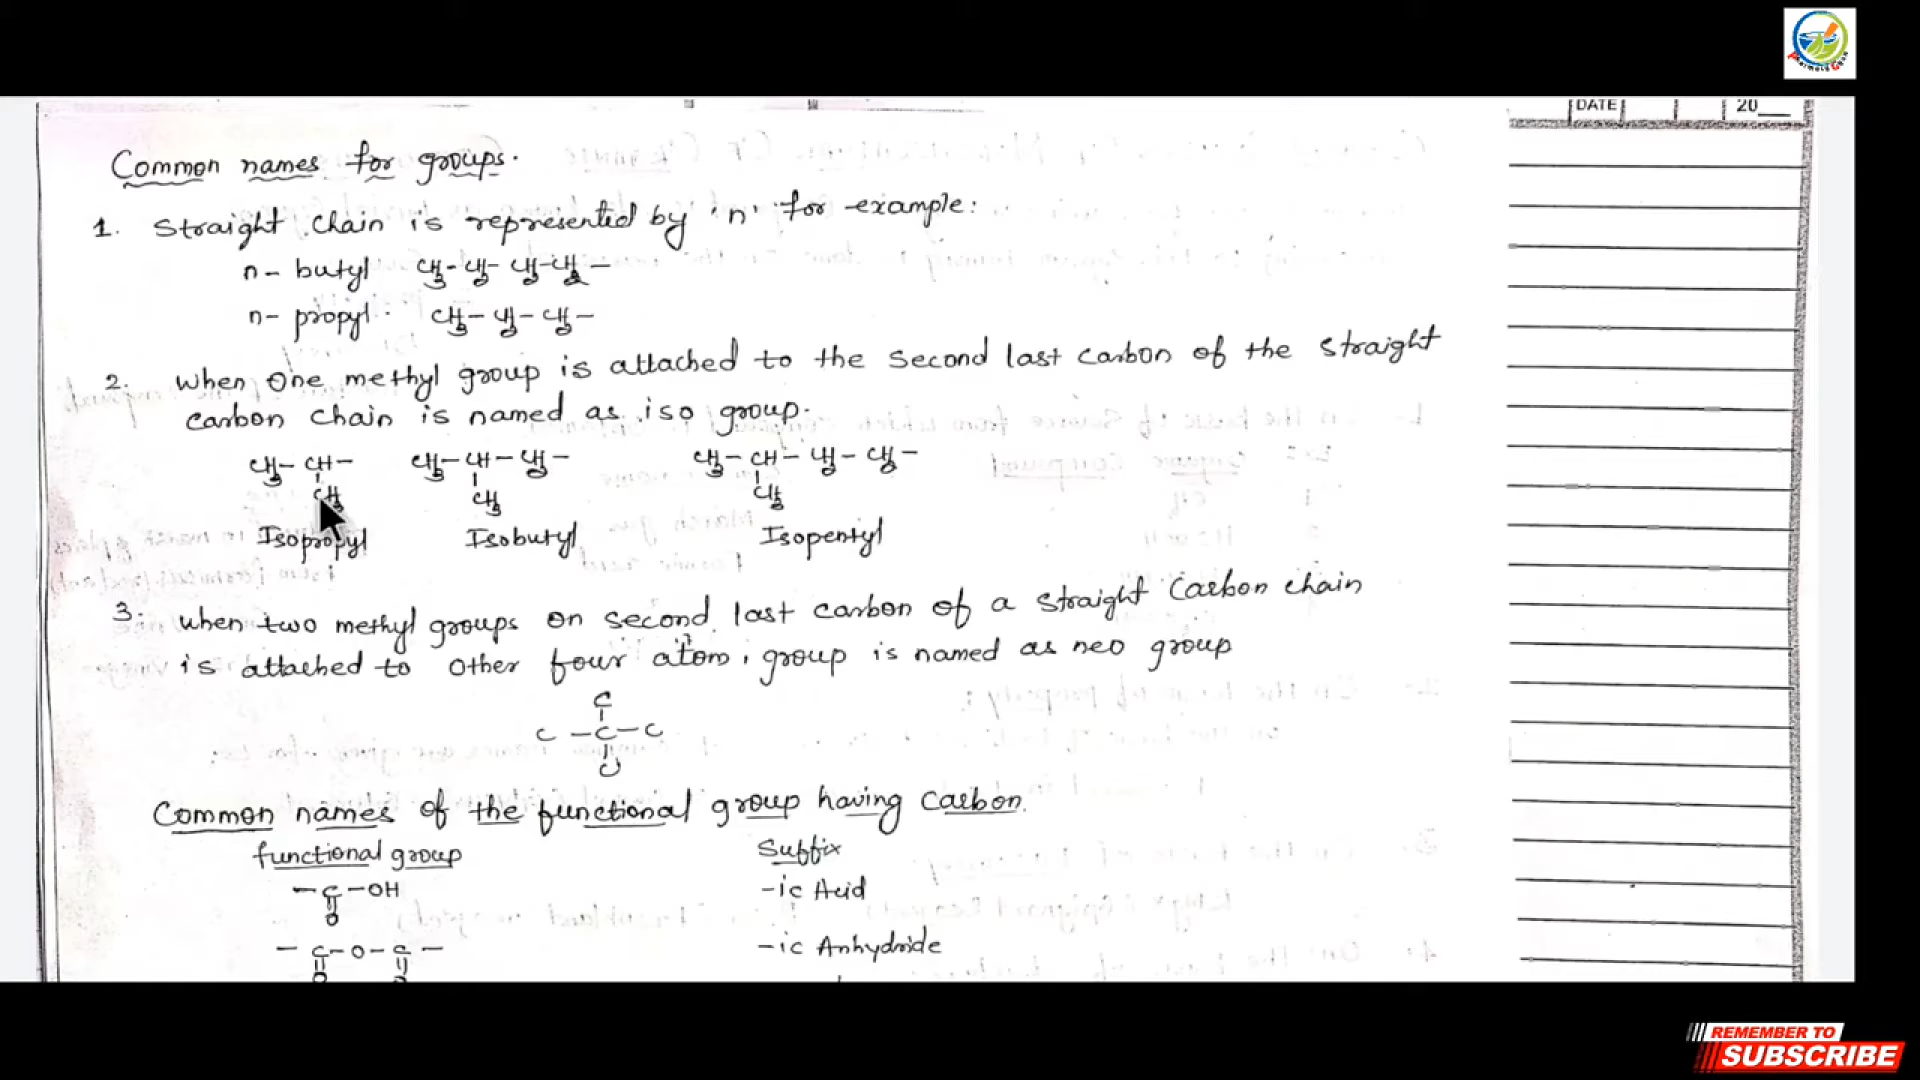 DATE 20
Common names for groups.
1. Straight chain is represented by 'n' for example:
n- butyl CH3- CH2- CH2-CH2 -
n- propyl. CH3- CH2- CH2-
2. When one methyl group is attached to the second last carbon of the straight
carbon chain is named as iso group.
CH3- CH- CH3-CH-CH2- CH3-CH-CH2-CH2-
CH3 CH3 CH3
Isopropyl Isobutyl Isopentyl
3. When two methyl groups on second last carbon of a straight carbon chain
is attached to other four atom, group is named as neo group
C
C -C-C
C
Common names of the functional group having carbon.
functional group Suffix
-C-OH -ic Acid
O
-C-O-C- -ic Anhydride
O O
REMEMBER TO
SUBSCRIBE